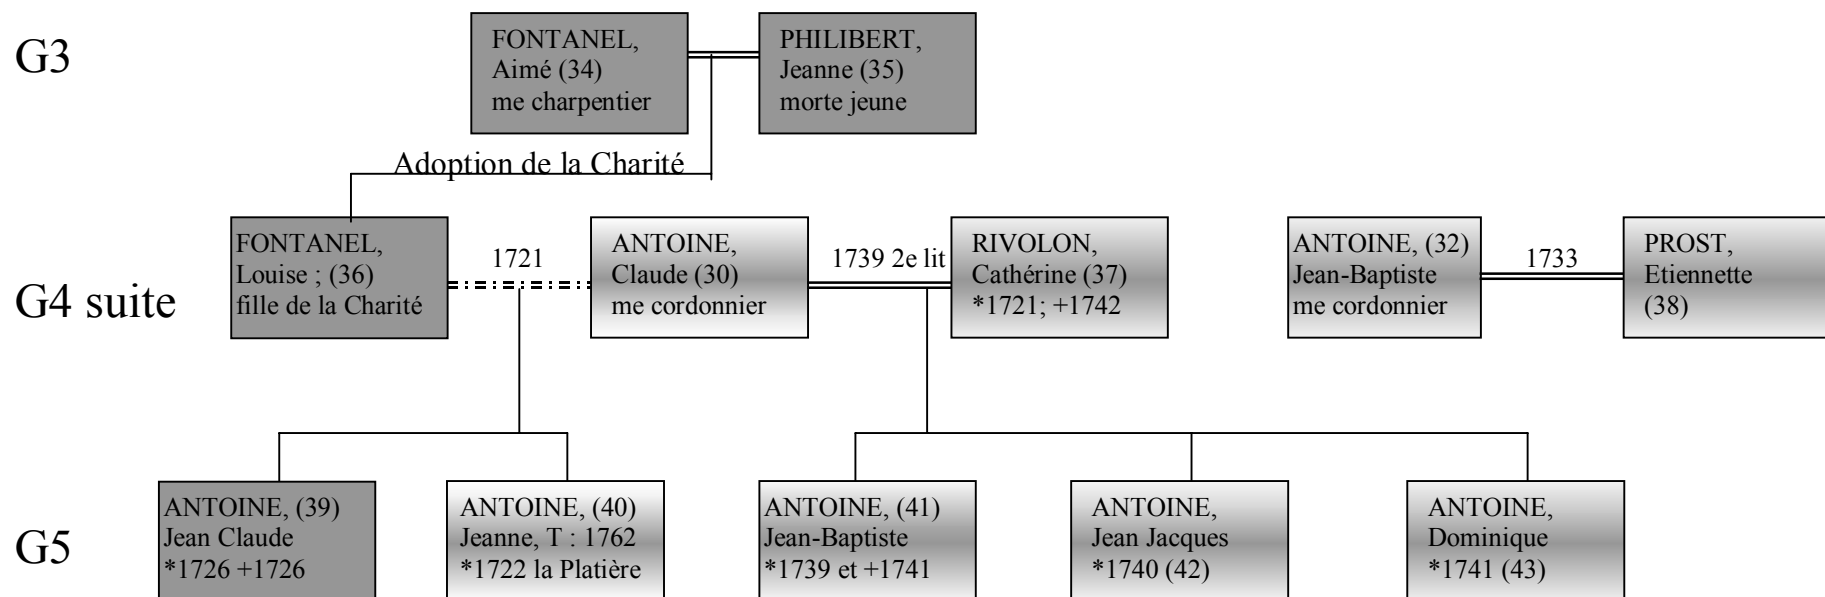 G3
FONTANEL,
Aimé (34)
me charpentier
PHILIBERT,
Jeanne (35)
morte jeune
Adoption de la Charité
G4 suite
FONTANEL,
Louise ; (36)
fille de la Charité
1721
ANTOINE,
Claude (30)
me cordonnier
1739 2e lit
RIVOLON,
Cathérine (37)
*1721; +1742
ANTOINE, (32)
Jean-Baptiste
me cordonnier
1733
PROST,
Etiennette
(38)
G5
ANTOINE, (39)
Jean Claude
*1726 +1726
ANTOINE, (40)
Jeanne, T : 1762
*1722 la Platière
ANTOINE, (41)
Jean-Baptiste
*1739 et +1741
ANTOINE,
Jean Jacques
*1740 (42)
ANTOINE,
Dominique
*1741 (43)